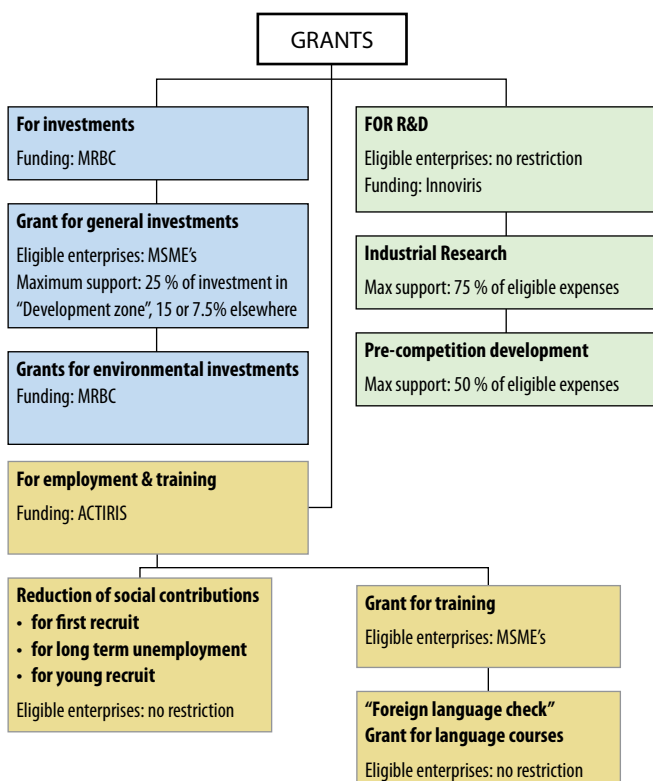 GRANTS
For investments
Funding: MRBC
Grant for general investments
Eligible enterprises: MSME’s
Maximum support: 25 % of investment in
“Development zone”, 15 or 7.5% elsewhere
Grants for environmental investments
Funding: MRBC
FOR R&D
Eligible enterprises: no restriction
Funding: Innoviris
Industrial Research
Max support: 75 % of eligible expenses
Pre-competition development
Max support: 50 % of eligible expenses
For employment & training
Funding: ACTIRIS
Reduction of social contributions
• for first recruit
• for long term unemployment
• for young recruit
Eligible enterprises: no restriction
Grant for training
Eligible enterprises: MSME’s
“Foreign language check”
Grant for language courses
Eligible enterprises: no restriction